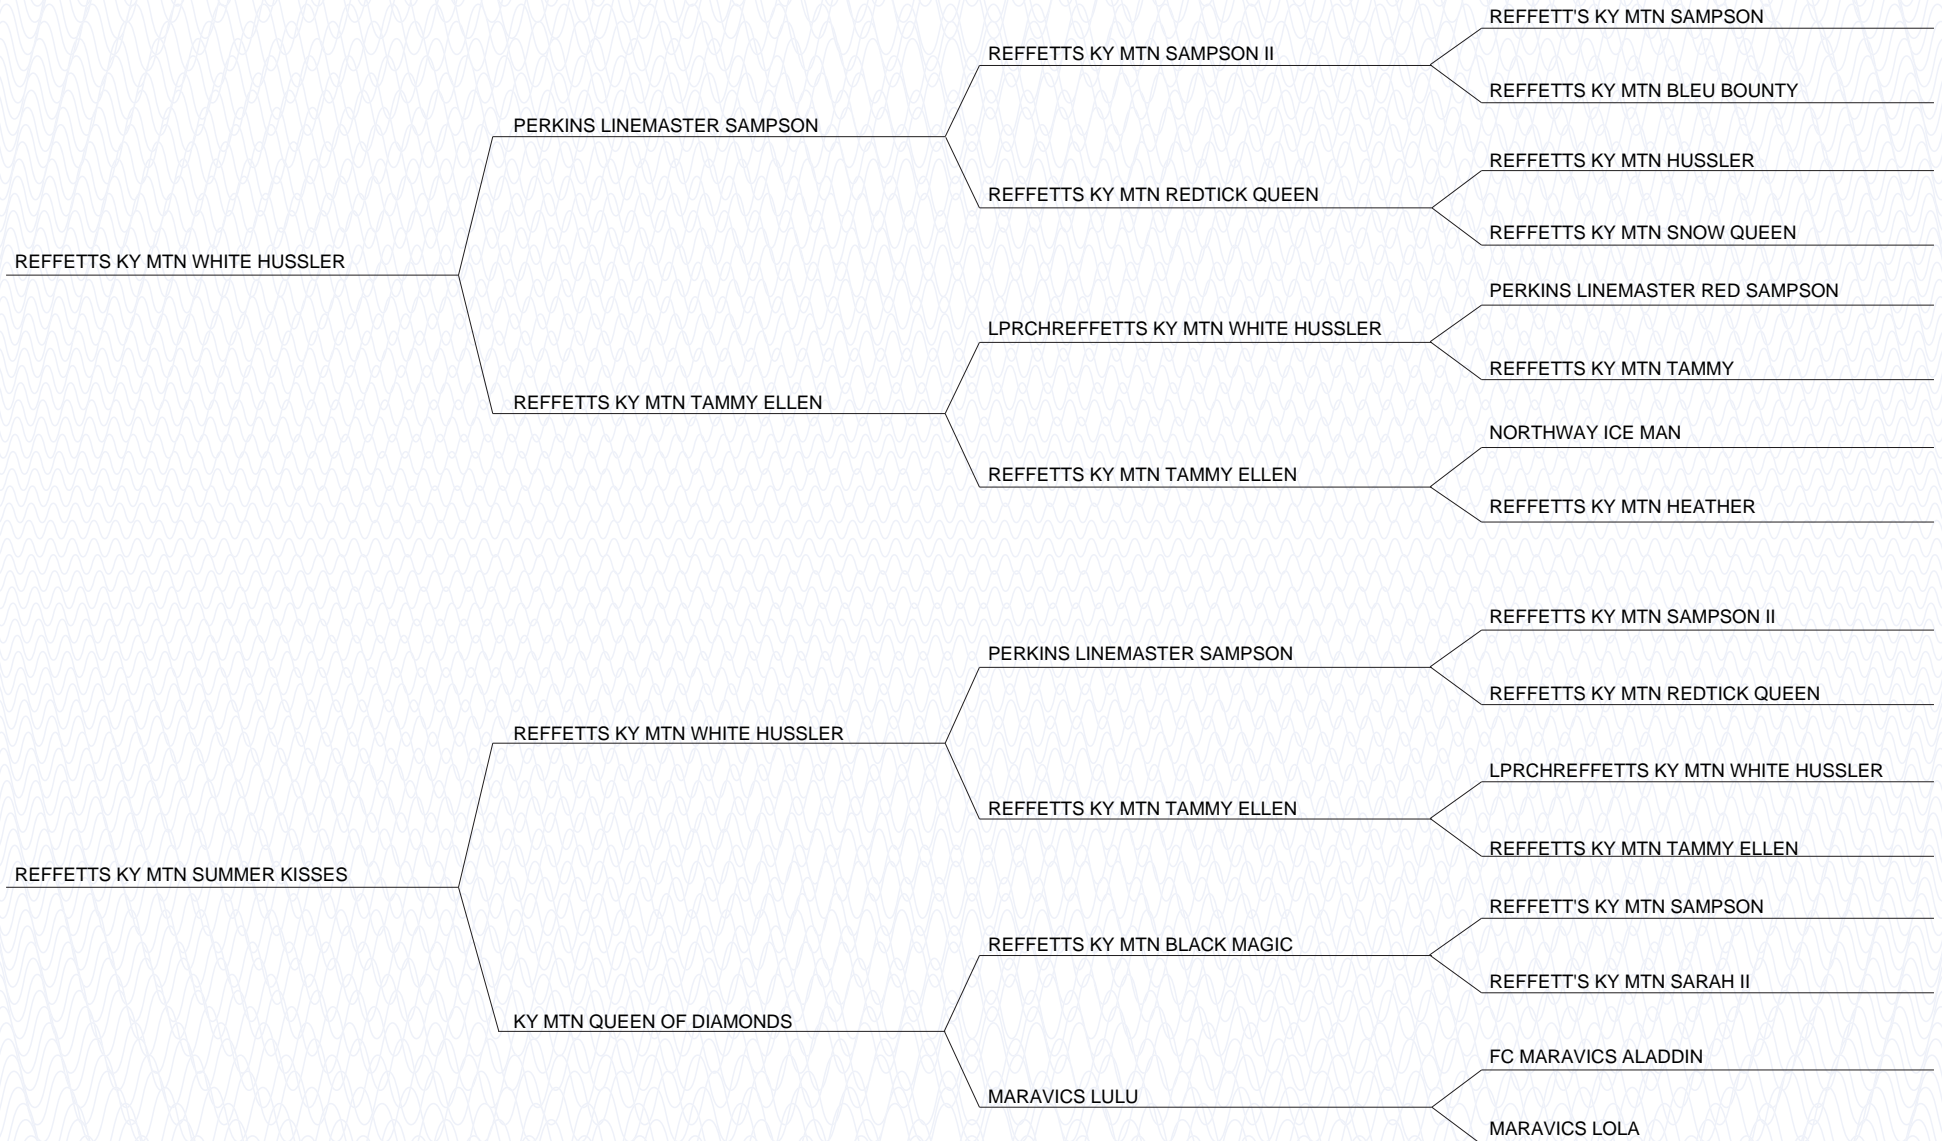 REFFETT'S KY MTN SAMPSON
REFFETTS KY MTN SAMPSON II
REFFETTS KY MTN BLEU BOUNTY
PERKINS LINEMASTER SAMPSON
REFFETTS KY MTN HUSSLER
REFFETTS KY MTN REDTICK QUEEN
REFFETTS KY MTN SNOW QUEEN
REFFETTS KY MTN WHITE HUSSLER
PERKINS LINEMASTER RED SAMPSON
LPRCHREFFETTS KY MTN WHITE HUSSLER
REFFETTS KY MTN TAMMY
REFFETTS KY MTN TAMMY ELLEN
NORTHWAY ICE MAN
REFFETTS KY MTN TAMMY ELLEN
REFFETTS KY MTN HEATHER
REFFETTS KY MTN SAMPSON II
PERKINS LINEMASTER SAMPSON
REFFETTS KY MTN REDTICK QUEEN
REFFETTS KY MTN WHITE HUSSLER
LPRCHREFFETTS KY MTN WHITE HUSSLER
REFFETTS KY MTN TAMMY ELLEN
REFFETTS KY MTN TAMMY ELLEN
REFFETTS KY MTN SUMMER KISSES
REFFETT'S KY MTN SAMPSON
REFFETTS KY MTN BLACK MAGIC
REFFETT'S KY MTN SARAH II
KY MTN QUEEN OF DIAMONDS
FC MARAVICS ALADDIN
MARAVICS LULU
MARAVICS LOLA